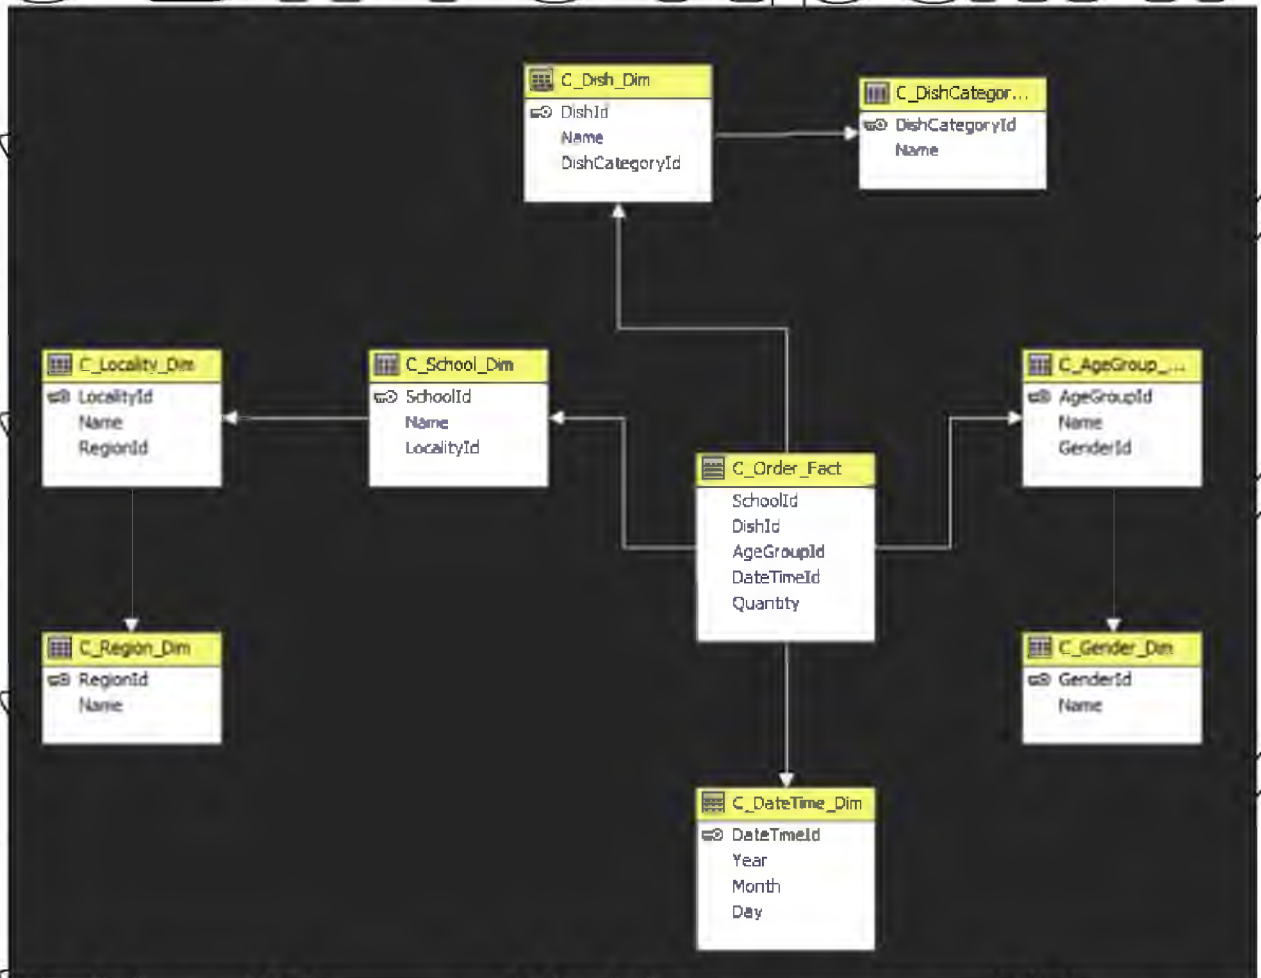 C_Dish_Dim
DishId
Name
DishCategoryId
C_DishCategor...
DishCategoryId
Name
C_Locality_Dim
LocalityId
Name
RegionId
C_School_Dim
SchoolId
Name
LocalityId
C_AgeGroup_...
AgeGroupId
Name
GenderId
C_Order_Fact
SchoolId
DishId
AgeGroupId
DateTimeId
Quantity
C_Region_Dim
RegionId
Name
C_Gender_Dim
GenderId
Name
C_DateTime_Dim
DateTimeId
Year
Month
Day